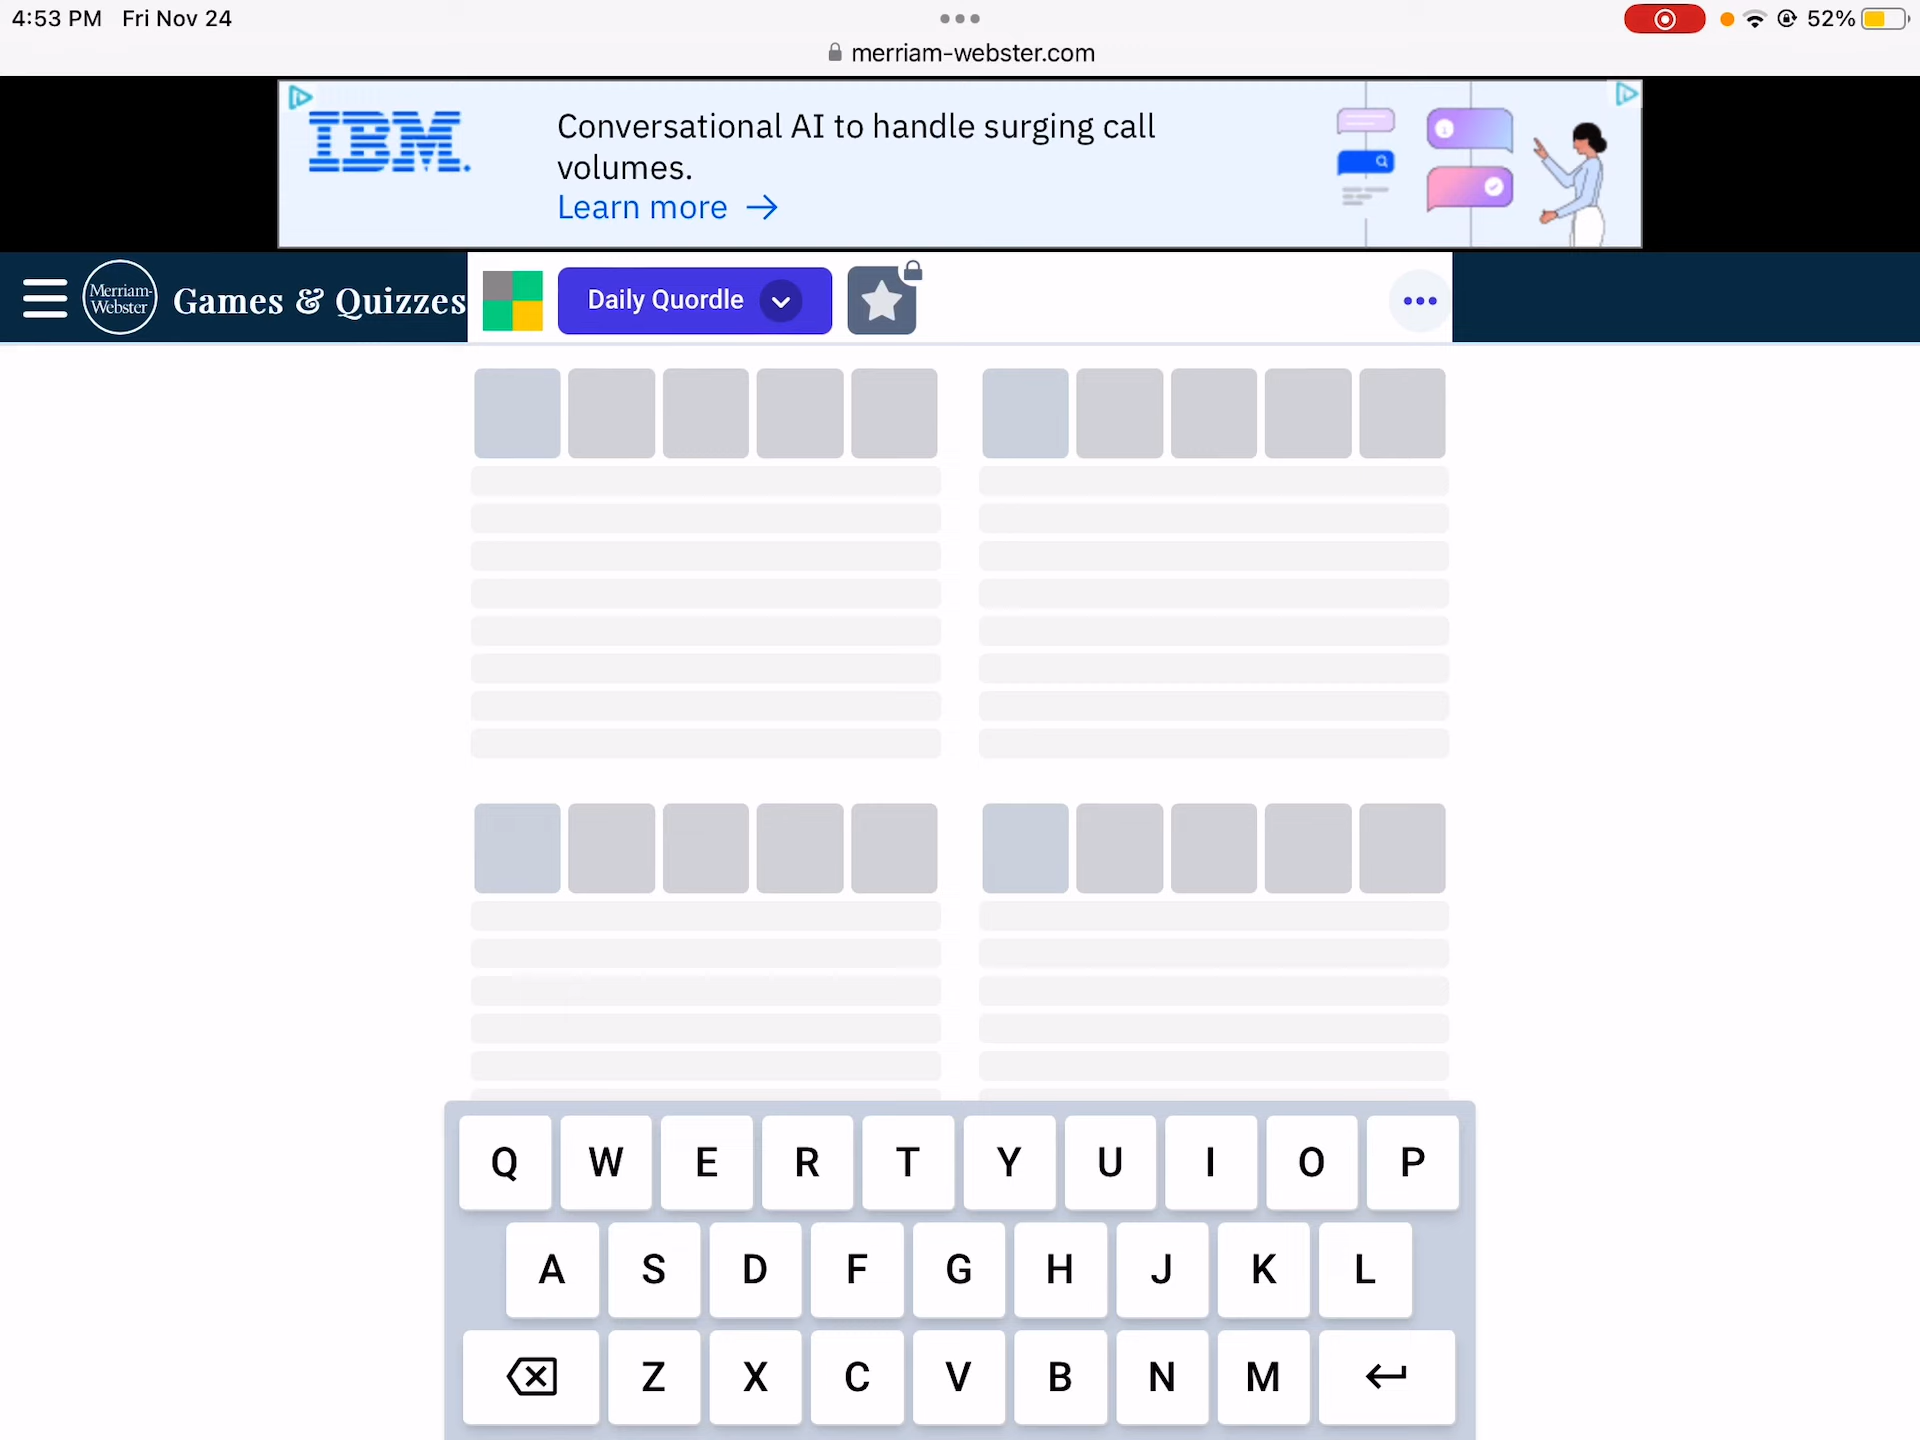 4:53 PM Fri Nov 24
52%
merriam-webster.com
IBM.
Conversational AI to handle surging call
volumes.
Learn more →
Merriam-
Webster
Games & Quizzes
Daily Quordle
Q W E R T Y U I O P
A S D F G H J K L
Z X C V B N M